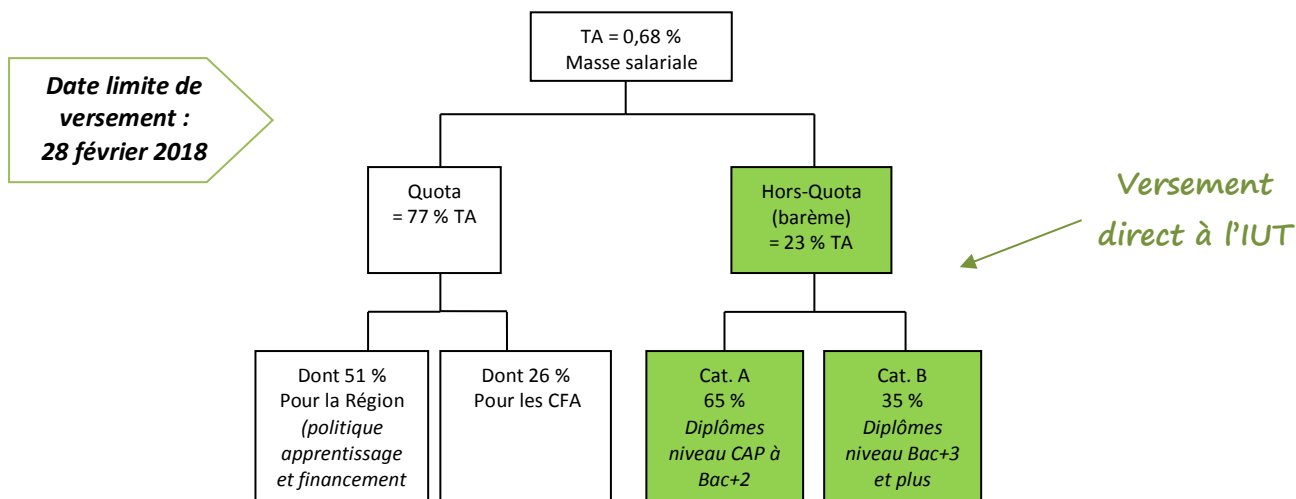 TA = 0,68 %
Masse salariale
Date limite de
versement :
28 février 2018
Quota
= 77 % TA
Hors-Quota
(barème)
= 23 % TA
Versement
direct à l'IUT
Dont 51 %
Pour la Région
(politique
apprentissage
et financement
Dont 26 %
Pour les CFA
Cat. A
65 %
Diplômes
niveau CAP à
Bac+2
Cat. B
35 %
Diplômes
niveau Bac+3
et plus